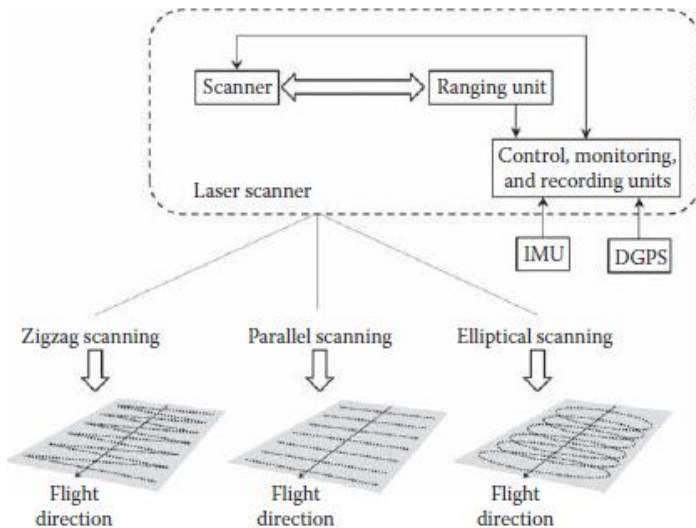 Scanner
Ranging unit
Control, monitoring,
and recording units
Laser scanner
IMU
DGPS
Zigzag scanning
Parallel scanning
Elliptical scanning
Flight
direction
Flight
direction
Flight
direction